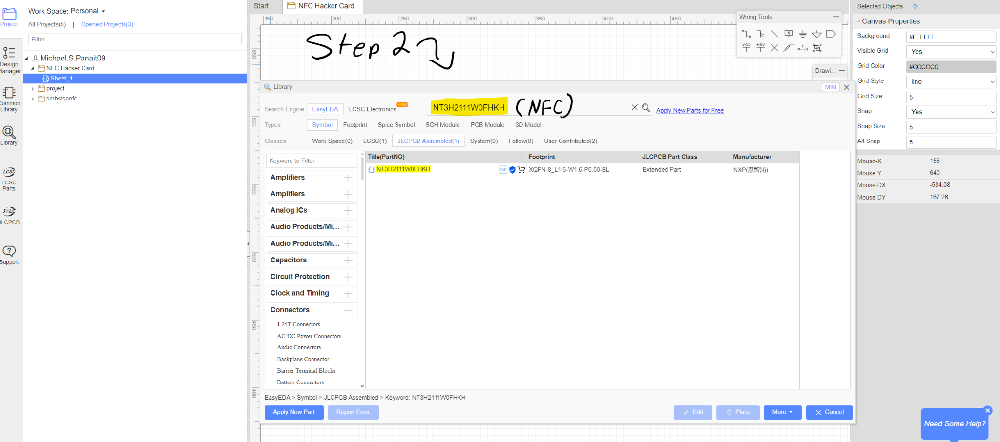 Project
Design
Manager
Common
Library
Library
LCSC
LCSC
Parts
J@LC
JLCPCB
Support
Work Space: Personal
All Projects(5) | Opened Projects(3)
Filter
Michael.S.Panait09
NFC Hacker Card
Sheet_1
project
smhstsanfc
Start
NFC Hacker Card
150 200 250 300 350 400 450
650
600
550
500
450
400
Step 2
Wiring Tools
N
VCC +5V
Drawi...
Library
MIN
Search Engine EasyEDA LCSC Electronics NEW NT3H2111W0FHKH (NFC) Apply New Parts for Free
Types Symbol Footprint Spice Symbol SCH Module PCB Module 3D Model
Classes Work Space(0) LCSC(1) JLCPCB Assembled(1) System(0) Follow(0) User Contributed(2)
Keyword to Filter
Amplifiers
Amplifiers
Analog ICs
Audio Products/Mi...
Audio Products/Mi...
Capacitors
Circuit Protection
Clock and Timing
Connectors
1.25T Connectors
AC/DC Power Connectors
Audio Connectors
Backplane Connector
Barrier Terminal Blocks
Battery Connectors
Title(PartNO) Footprint JLCPCB Part Class Manufacturer
NT3H2111W0FHKH SMT XQFN-8_L1.6-W1.6-P0.50-BL Extended Part NXP(恩智浦)
EasyEDA > Symbol > JLCPCB Assembled > Keyword: NT3H2111W0FHKH
Apply New Part Report Error Edit Place More Cancel
Selected Objects 0
Canvas Properties
Background #FFFFFF
Visible Grid Yes
Grid Color #CCCCCC
Grid Style line
Grid Size 5
Snap Yes
Snap Size 5
Alt Snap 5
Mouse-X 155
Mouse-Y 640
Mouse-DX -584.08
Mouse-DY 167.26
Need Some Help?